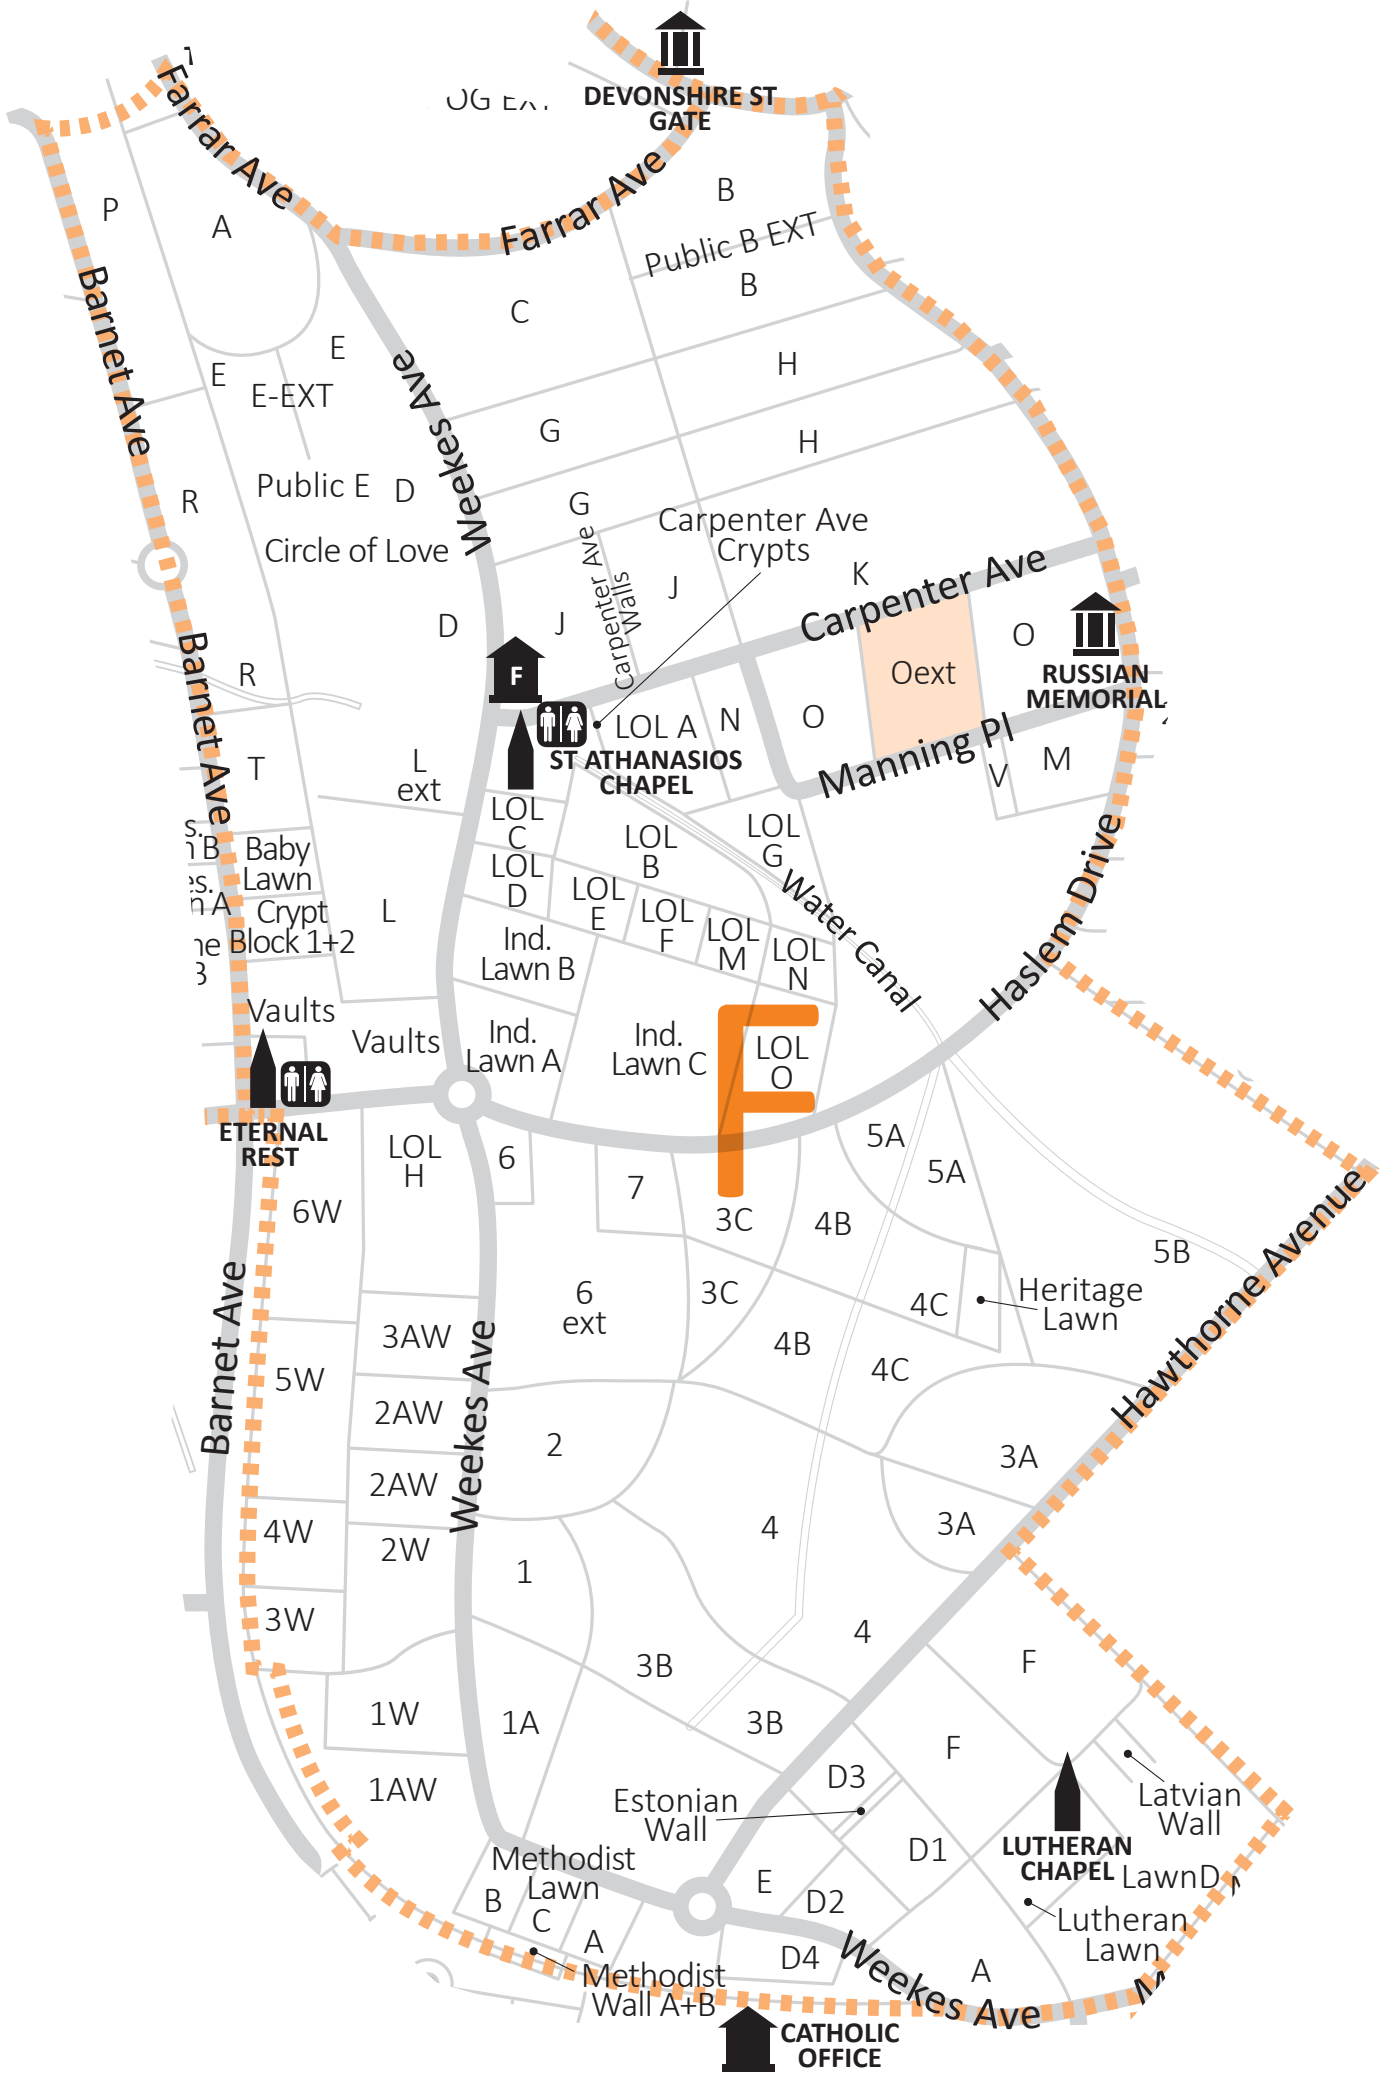 DEVONSHIRE ST
GATE
Farrar Ave
Farrar Ave
P
A
B
Public B EXT
B
Barnet Ave
C
E
E
E-EXT
Weekes Ave
H
G
H
R
Public E
D
G
Carpenter Ave
Walls
Carpenter Ave
Crypts
Circle of Love
K
Carpenter Ave
J
J
D
O
F
Barnet Ave
R
Oext
RUSSIAN
MEMORIAL
LOL A
N
O
Manning Pl
ST ATHANASIOS
CHAPEL
T
L
ext
V
M
LOL
C
LOL
B
LOL
G
Baby
Lawn
LOL
D
LOL
E
LOL
F
LOL
M
LOL
N
Water Canal
Haslem Drive
Crypt
Block 1+2
L
Ind.
Lawn B
Vaults
Vaults
Ind.
Lawn A
Ind.
Lawn C
LOL
O
F
ETERNAL
REST
LOL
H
6
7
5A
5A
6W
3C
4B
5B
Hawthorne Avenue
Barnet Ave
6
ext
3C
4C
Heritage
Lawn
3AW
4B
4C
5W
Weekes Ave
2AW
2
3A
2AW
4W
2W
4
3A
1
3W
4
3B
F
1W
1A
3B
F
1AW
D3
Estonian
Wall
Latvian
Wall
D1
LUTHERAN
CHAPEL
LawnD
Methodist
Lawn
B
C
A
E
D2
Lutheran
Lawn
D4
Weekes Ave
A
Methodist
Wall A+B
CATHOLIC
OFFICE